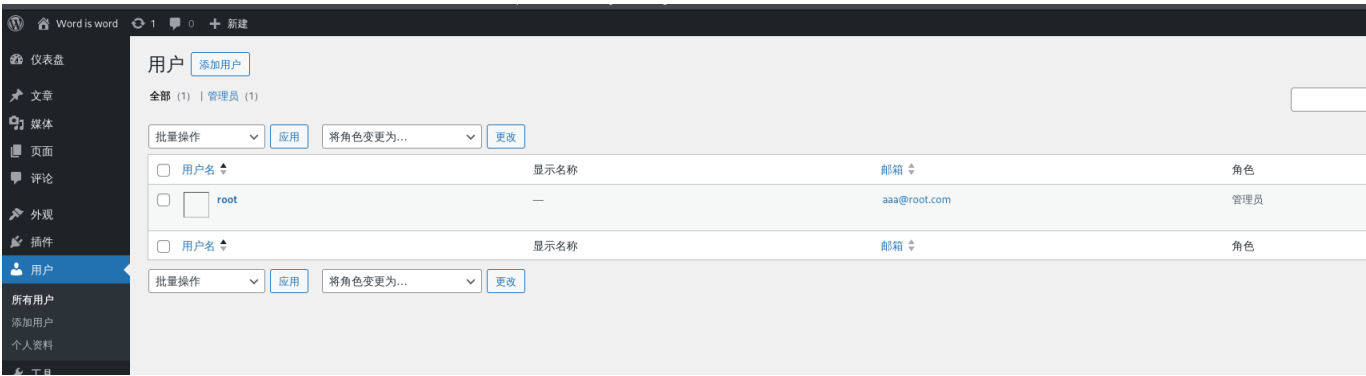 Word is word 1 0 新建
仪表盘
文章
媒体
页面
评论
外观
插件
用户
所有用户
添加用户
个人资料
工具
用户 添加用户
全部 (1) | 管理员 (1)
批量操作 应用 将角色变更为… 更改
用户名 显示名称 邮箱 角色
root — aaa@root.com 管理员
用户名 显示名称 邮箱 角色
批量操作 应用 将角色变更为… 更改